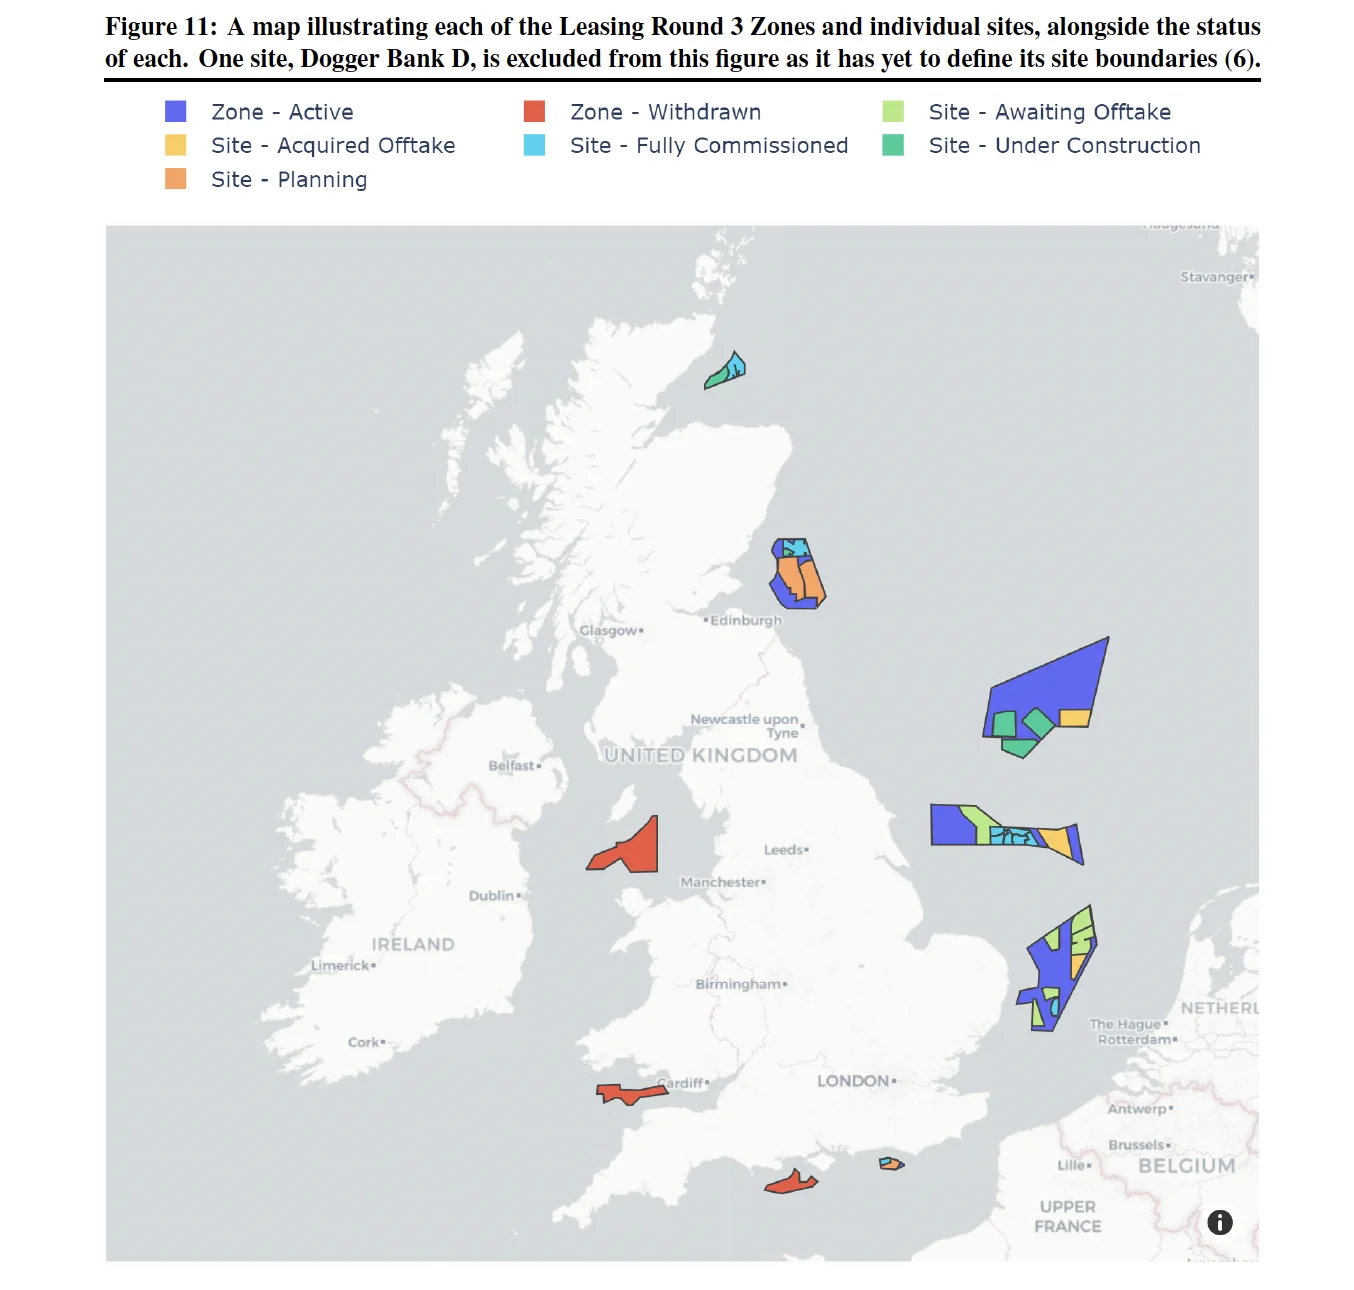 Figure 11: A map illustrating each of the Leasing Round 3 Zones and individual sites, alongside the status
of each. One site, Dogger Bank D, is excluded from this figure as it has yet to define its site boundaries (6).
Zone - Active
Zone - Withdrawn
Site - Awaiting Offtake
Site - Acquired Offtake
Site - Fully Commissioned
Site - Under Construction
Site - Planning
Stavanger
Edinburgh
Glasgow
Newcastle upon
Tyne
UNITED KINGDOM
Belfast
Leeds
Manchester
Dublin
IRELAND
Limerick
Birmingham
NETHERL
The Hague
Rotterdam
Cork
LONDON
Cardiff
Antwerp
Brussels
Lille
BELGIUM
UPPER
FRANCE